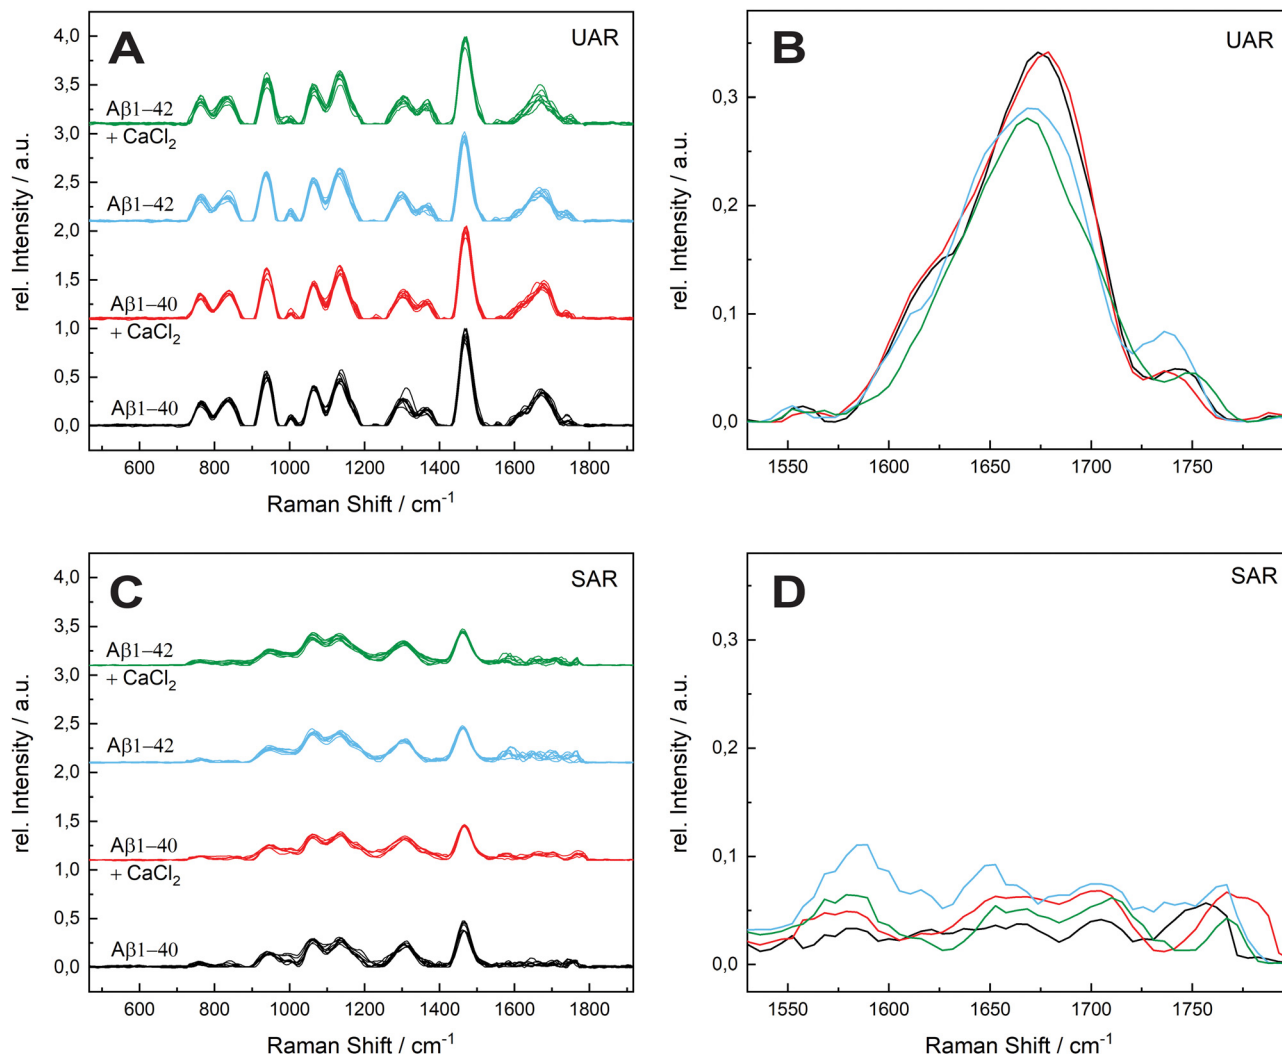 A
UAR
4,0
3,5
3,0
2,5
2,0
1,5
1,0
0,5
0,0
Aβ1–42
+ CaCl₂
Aβ1–42
Aβ1–40
+ CaCl₂
Aβ1–40
rel. Intensity / a.u.
600 800 1000 1200 1400 1600 1800
Raman Shift / cm⁻¹
B
UAR
0,3
0,2
0,1
0,0
rel. Intensity / a.u.
1550 1600 1650 1700 1750
C
SAR
4,0
3,5
3,0
2,5
2,0
1,5
1,0
0,5
0,0
Aβ1–42
+ CaCl₂
Aβ1–42
Aβ1–40
+ CaCl₂
Aβ1–40
rel. Intensity / a.u.
600 800 1000 1200 1400 1600 1800
Raman Shift / cm⁻¹
D
SAR
0,3
0,2
0,1
0,0
rel. Intensity / a.u.
1550 1600 1650 1700 1750
Raman Shift / cm⁻¹